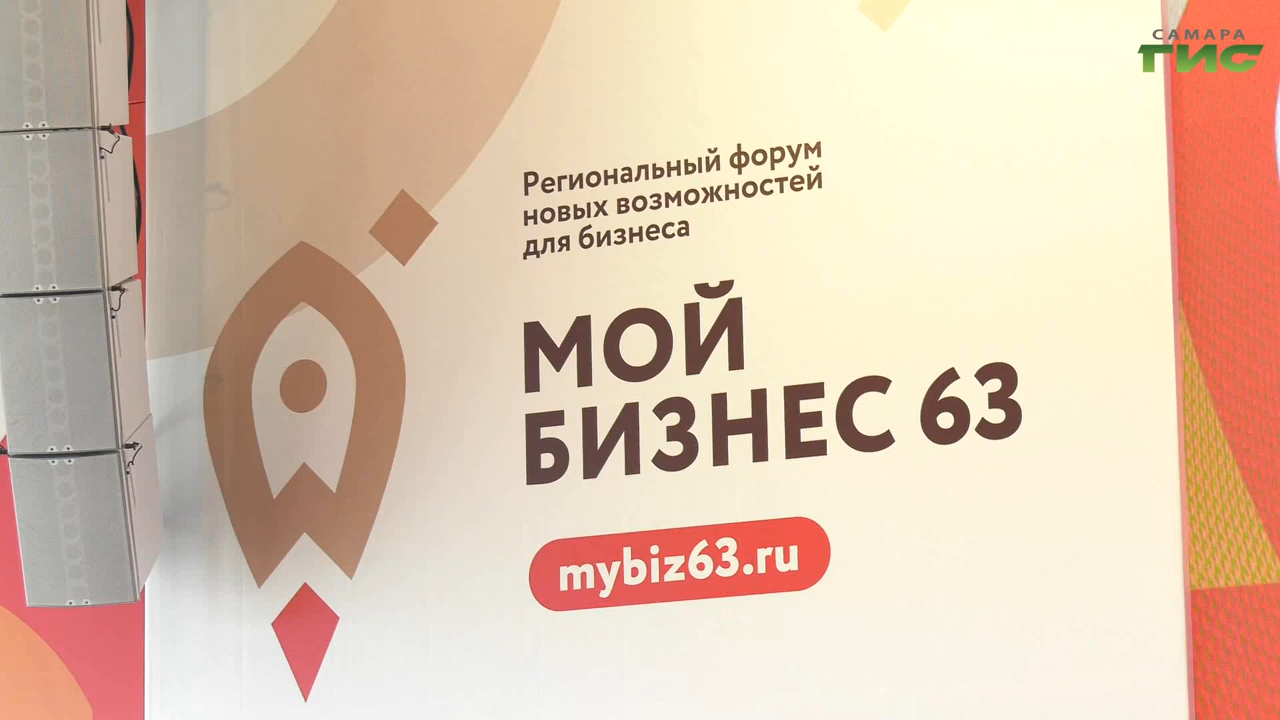 САМАРА
ГИС
Региональный форум
новых возможностей
для бизнеса
МОЙ
БИЗНЕС 63
mybiz63.ru